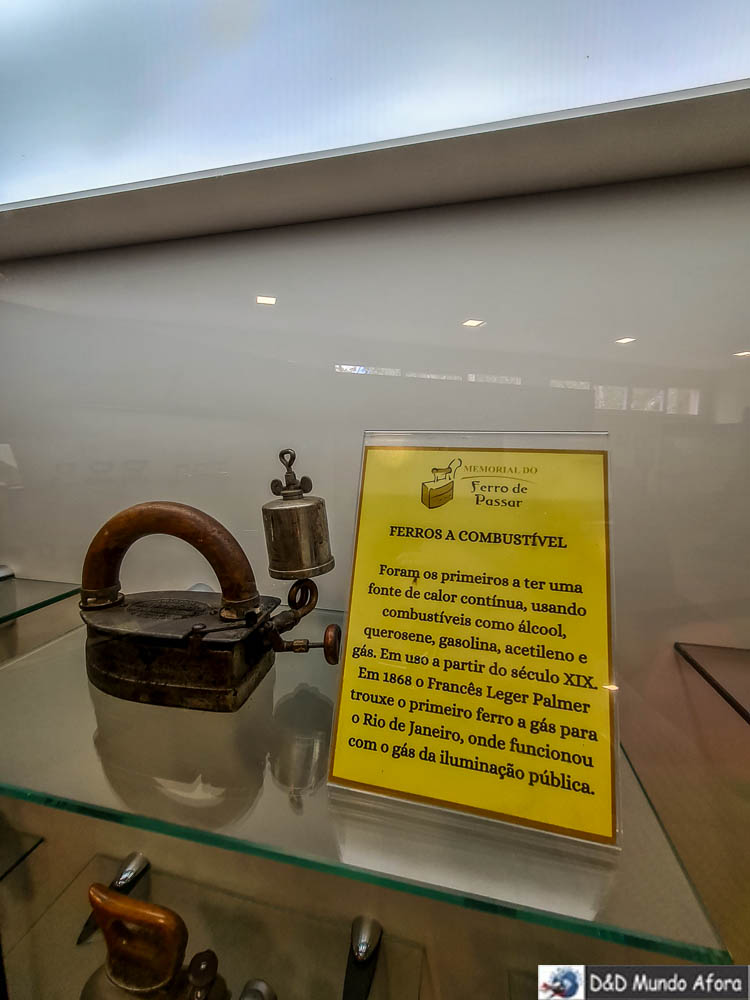 MEMORIAL DO
Ferro de
Passar
FERROS A COMBUSTÍVEL
Foram os primeiros a ter uma
fonte de calor contínua, usando
combustíveis como álcool,
querosene, gasolina, acetileno e
gás. Em uso a partir do século XIX.
Em 1868 o Francês Leger Palmer
trouxe o primeiro ferro a gás para
o Rio de Janeiro, onde funcionou
com o gás da iluminação pública.
D&D Mundo Afora